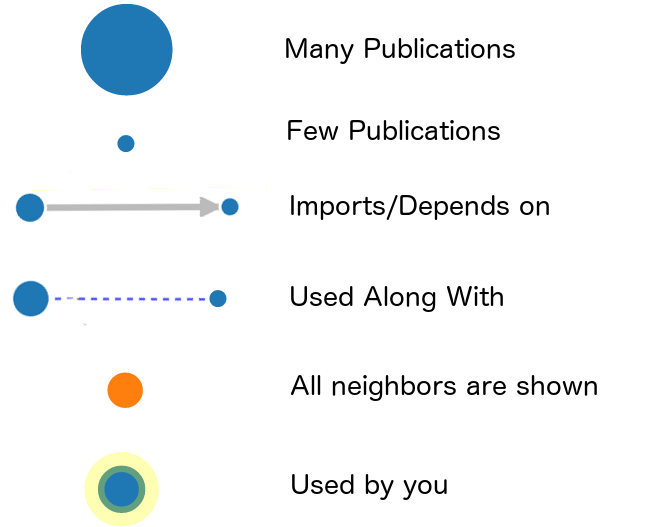 Many Publications
Few Publications
Imports/Depends on
Used Along With
All neighbors are shown
Used by you